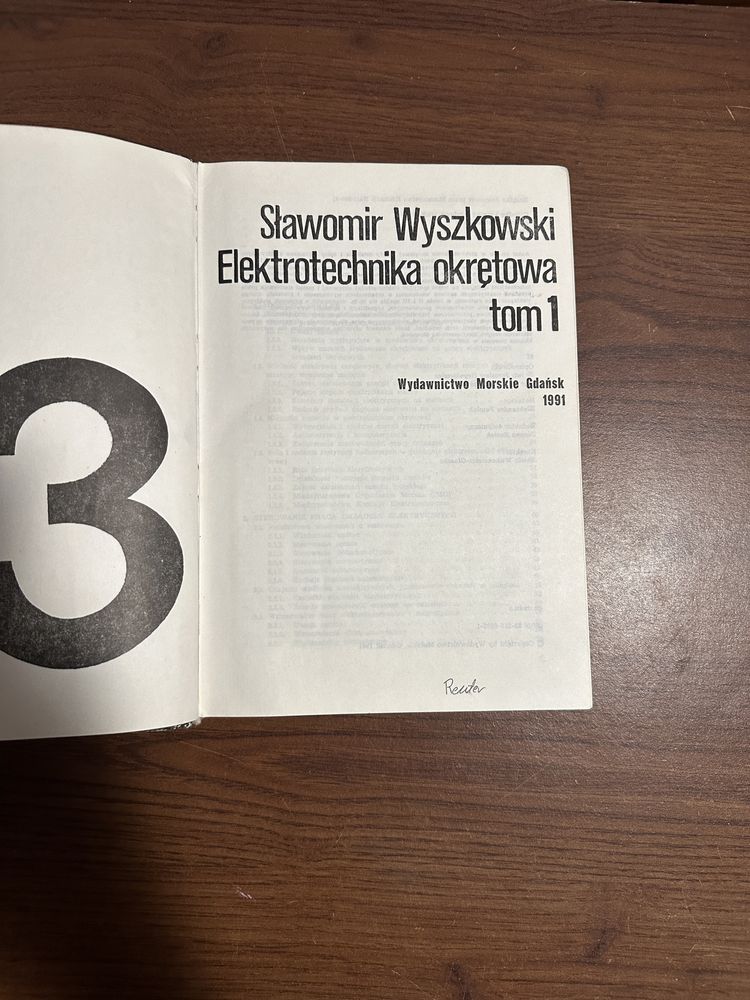 3
Sławomir Wyszkowski
Elektrotechnika okrętowa
tom 1
Wydawnictwo Morskie Gdańsk
1991
Reuter